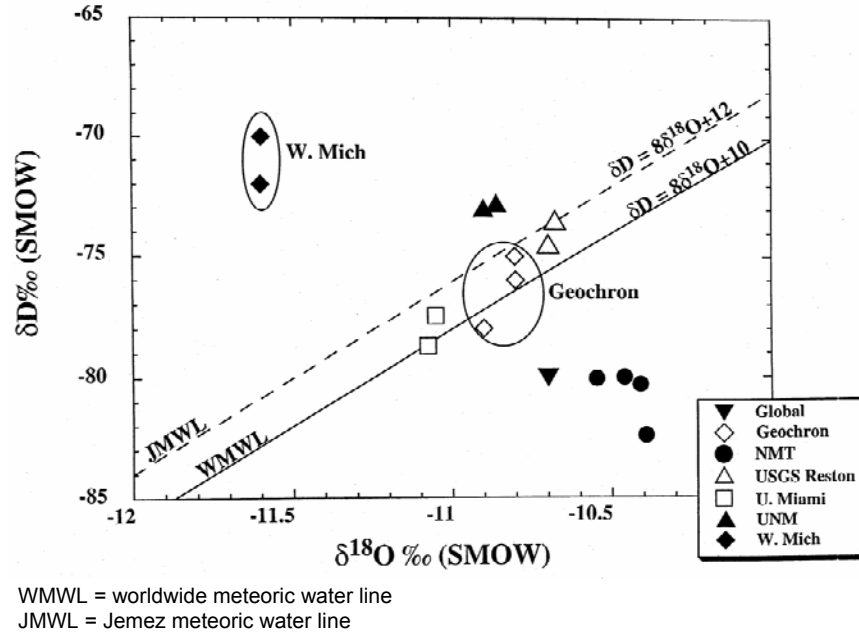 -65
-70
-75
-80
-85
δD‰ (SMOW)
W. Mich
δD = 8δ¹⁸O+12
δD = 8δ¹⁸O+10
Geochron
JMWL
WMWL
Global
Geochron
NMT
USGS Reston
U. Miami
UNM
W. Mich
-12
-11.5
-11
-10.5
δ¹⁸O ‰ (SMOW)
WMWL = worldwide meteoric water line
JMWL = Jemez meteoric water line